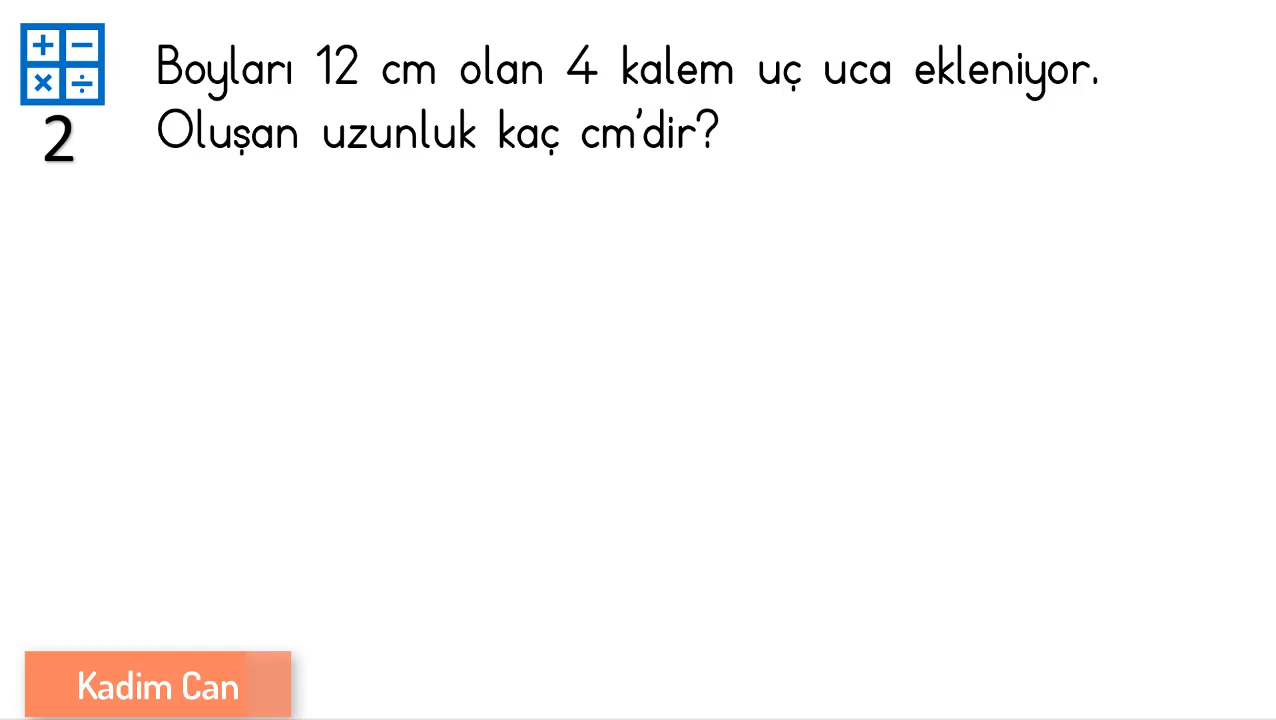 Boyları 12 cm olan 4 kalem uç uca ekleniyor.
Oluşan uzunluk kaç cm'dir?
2
Kadim Can